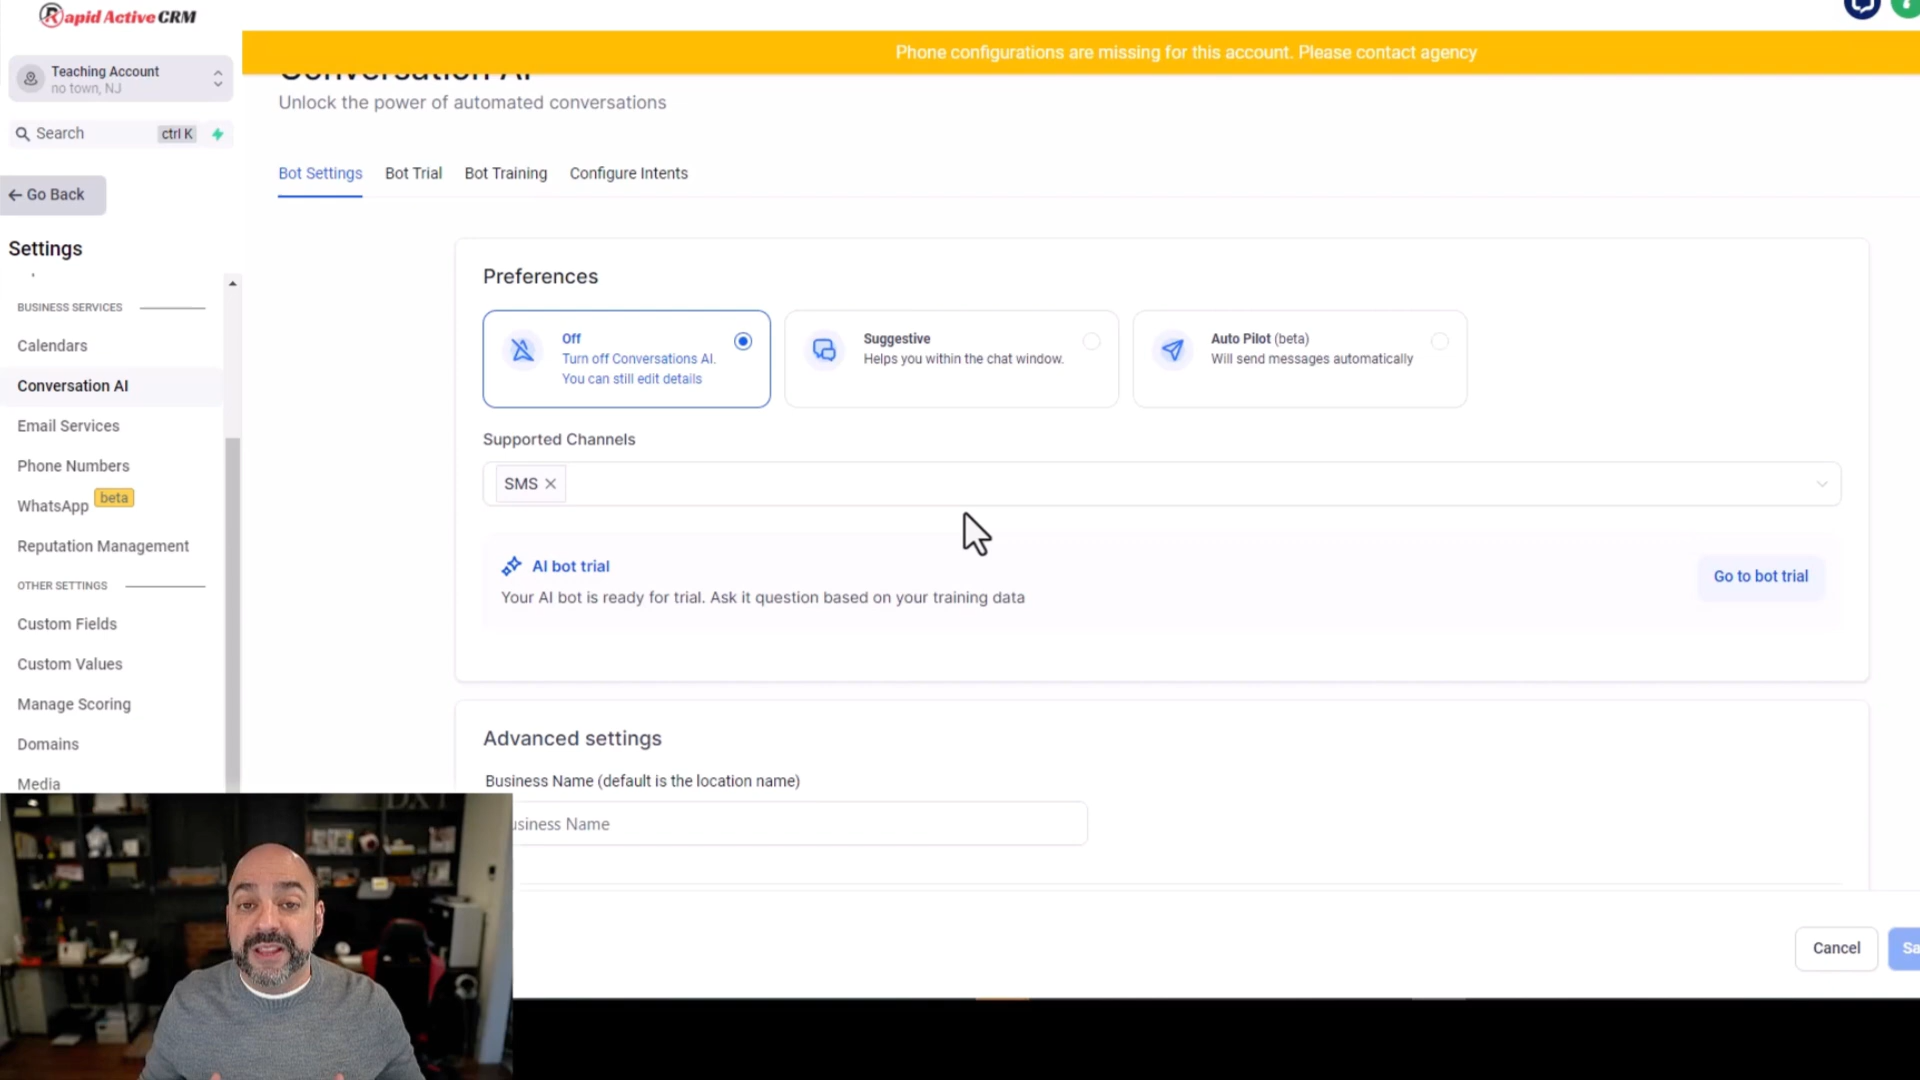 Rapid Active CRM
Phone configurations are missing for this account. Please contact agency
Teaching Account
no town, NJ
Search ctrl K
← Go Back
Settings
BUSINESS SERVICES
Calendars
Conversation AI
Email Services
Phone Numbers
WhatsApp beta
Reputation Management
OTHER SETTINGS
Custom Fields
Custom Values
Manage Scoring
Domains
Media
Conversation AI
Unlock the power of automated conversations
Bot Settings Bot Trial Bot Training Configure Intents
Preferences
Off
Turn off Conversations AI.
You can still edit details
Suggestive
Helps you within the chat window.
Auto Pilot (beta)
Will send messages automatically
Supported Channels
SMS ×
AI bot trial
Your AI bot is ready for trial. Ask it question based on your training data
Go to bot trial
Advanced settings
Business Name (default is the location name)
usiness Name
Cancel
Sa